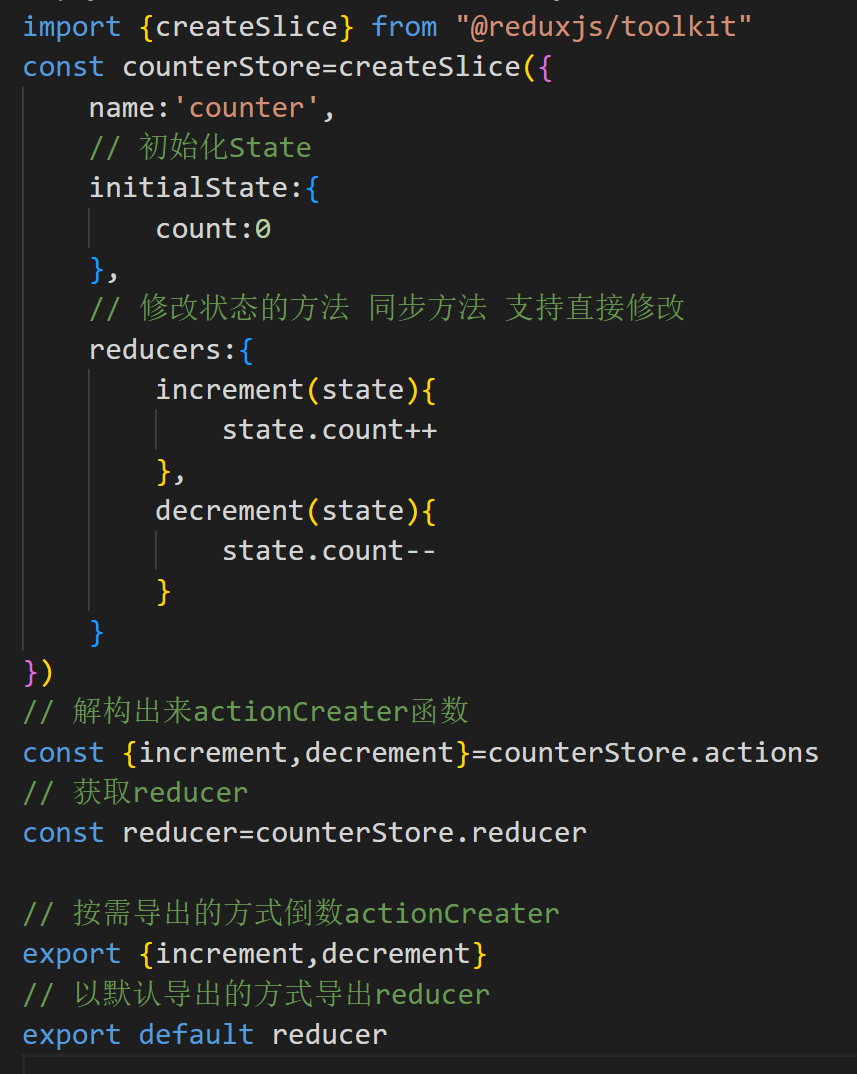 import {createSlice} from "@reduxjs/toolkit"
const counterStore=createSlice({
    name:'counter',
    // 初始化State
    initialState:{
        count:0
    },
    // 修改状态的方法 同步方法 支持直接修改
    reducers:{
        increment(state){
            state.count++
        },
        decrement(state){
            state.count--
        }
    }
})
// 解构出来actionCreater函数
const {increment,decrement}=counterStore.actions
// 获取reducer
const reducer=counterStore.reducer

// 按需导出的方式倒数actionCreater
export {increment,decrement}
// 以默认导出的方式导出reducer
export default reducer